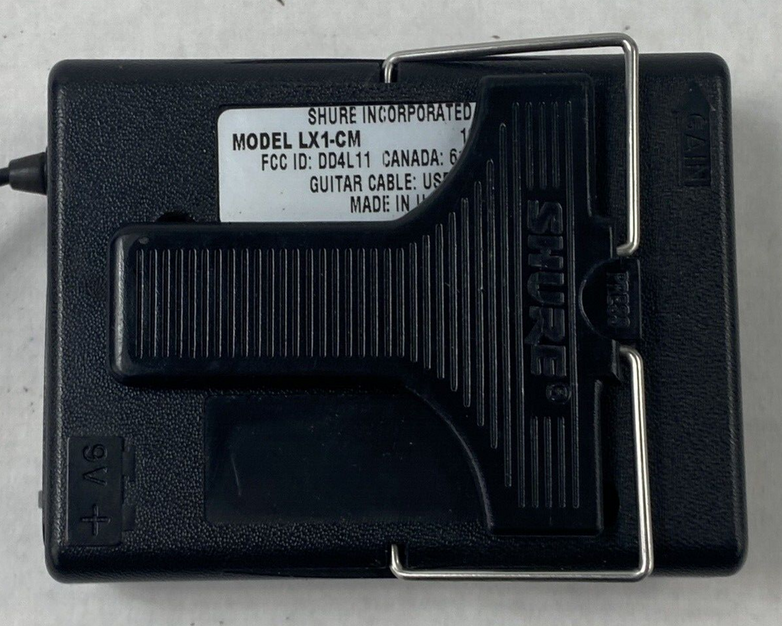 SHURE INCORPORATED
MODEL LX1-CM
FCC ID: DD4L11 CANADA:
GUITAR CABLE:
MADE IN
GAIN
SHURE®
9V +